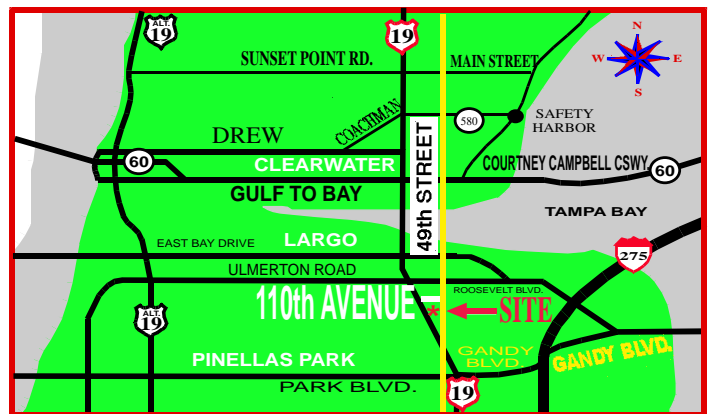 ALT.
19
19
N
W
E
S
SUNSET POINT RD.
MAIN STREET
COACHMAN
580
SAFETY
HARBOR
DREW
49th STREET
60
CLEARWATER
COURTNEY CAMPBELL CSWY.
60
GULF TO BAY
TAMPA BAY
EAST BAY DRIVE
LARGO
275
ULMERTON ROAD
ROOSEVELT BLVD.
110th AVENUE
*
SITE
ALT.
19
GANDY
BLVD.
GANDY BLVD.
PINELLAS PARK
PARK BLVD.
19